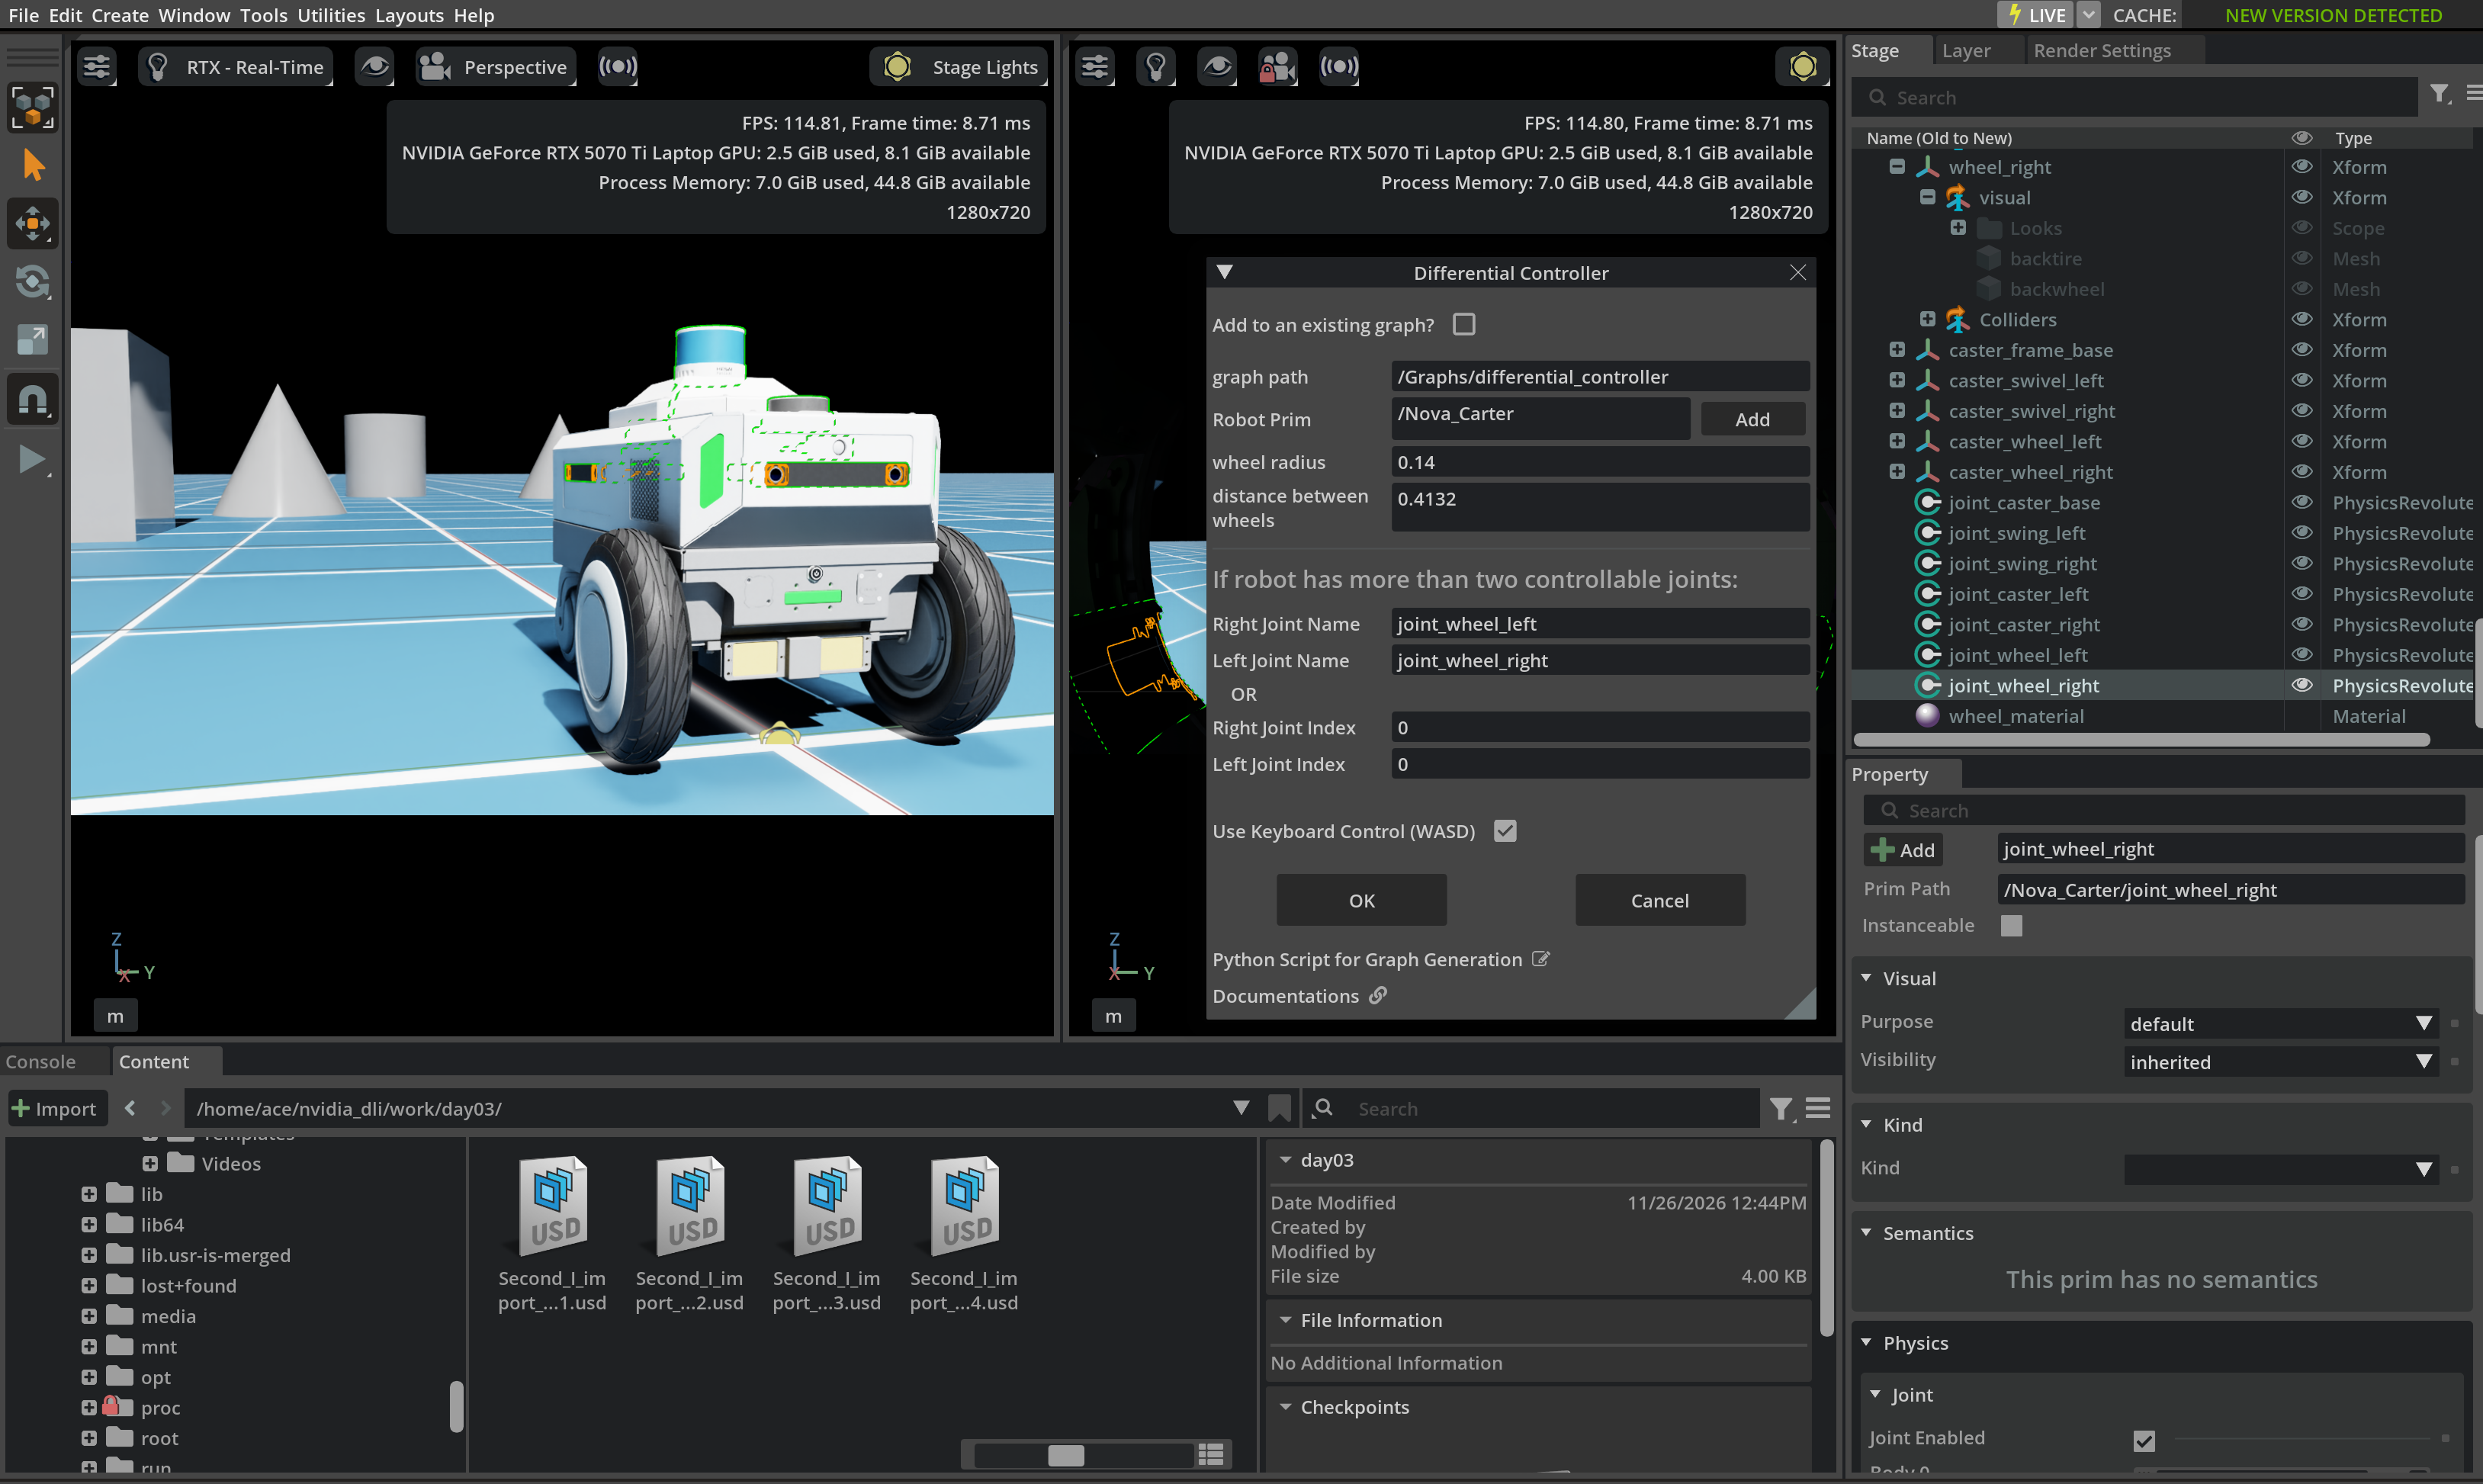 File Edit Create Window Tools Utilities Layouts Help
LIVE
CACHE:
NEW VERSION DETECTED
RTX - Real-Time
Perspective
Stage Lights
FPS: 114.81, Frame time: 8.71 ms
NVIDIA GeForce RTX 5070 Ti Laptop GPU: 2.5 GiB used, 8.1 GiB available
Process Memory: 7.0 GiB used, 44.8 GiB available
1280x720
Z
X
Y
m
FPS: 114.80, Frame time: 8.71 ms
NVIDIA GeForce RTX 5070 Ti Laptop GPU: 2.5 GiB used, 8.1 GiB available
Process Memory: 7.0 GiB used, 44.8 GiB available
1280x720
Differential Controller
Add to an existing graph?
graph path /Graphs/differential_controller
Robot Prim /Nova_Carter Add
wheel radius 0.14
distance between
wheels
0.4132
If robot has more than two controllable joints:
Right Joint Name joint_wheel_left
Left Joint Name joint_wheel_right
OR
Right Joint Index 0
Left Joint Index 0
Use Keyboard Control (WASD)
OK Cancel
Python Script for Graph Generation
Documentations
Z
X
Y
m
Stage Layer Render Settings
Search
Name (Old to New) Type
wheel_right Xform
visual Xform
Looks Scope
backtire Mesh
backwheel Mesh
Colliders Xform
caster_frame_base Xform
caster_swivel_left Xform
caster_swivel_right Xform
caster_wheel_left Xform
caster_wheel_right Xform
joint_caster_base PhysicsRevolute
joint_swing_left PhysicsRevolute
joint_swing_right PhysicsRevolute
joint_caster_left PhysicsRevolute
joint_caster_right PhysicsRevolute
joint_wheel_left PhysicsRevolute
joint_wheel_right PhysicsRevolute
wheel_material Material
Property
Search
Add joint_wheel_right
Prim Path /Nova_Carter/joint_wheel_right
Instanceable
Visual
Purpose default
Visibility inherited
Kind
Kind
Semantics
This prim has no semantics
Physics
Joint
Joint Enabled
Body 0
Console Content
Import /home/ace/nvidia_dli/work/day03/ Search
Templates
Videos
lib
lib64
lib.usr-is-merged
lost+found
media
mnt
opt
proc
root
run
USD
USD
USD
USD
Second_I_im
port_...1.usd
Second_I_im
port_...2.usd
Second_I_im
port_...3.usd
Second_I_im
port_...4.usd
day03
Date Modified 11/26/2026 12:44PM
Created by
Modified by
File size 4.00 KB
File Information
No Additional Information
Checkpoints